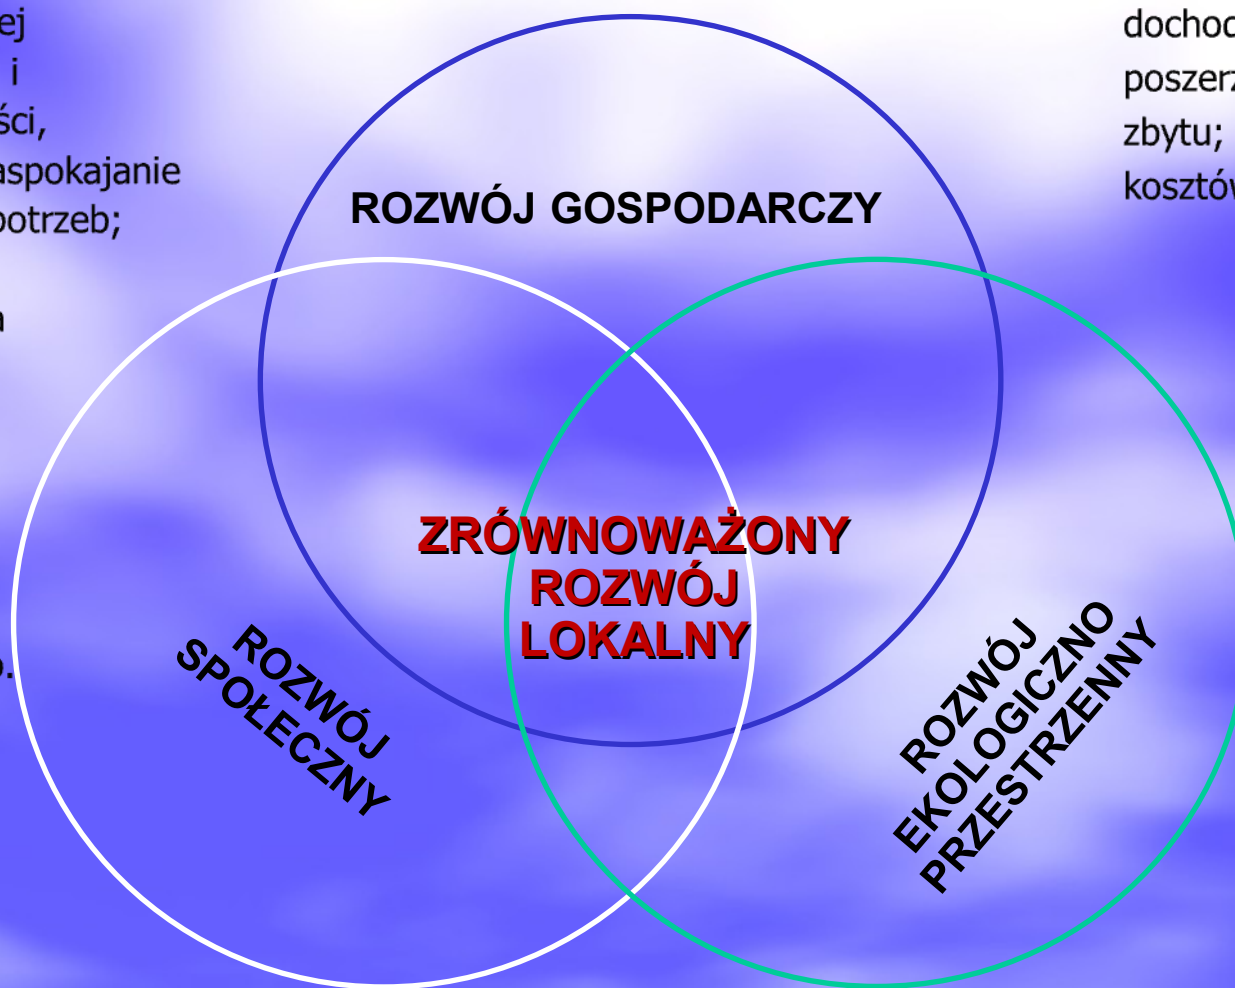 ej
i
ści,
aspokajanie
potrzeb;
a
o.
dochod
poszerz
zbytu;
kosztów
ROZWÓJ GOSPODARCZY
ZRÓWNOWAŻONY
ROZWÓJ
LOKALNY
ROZWÓJ
SPOŁECZNY
ROZWÓJ
EKOLOGICZNO
PRZESTRZENNY